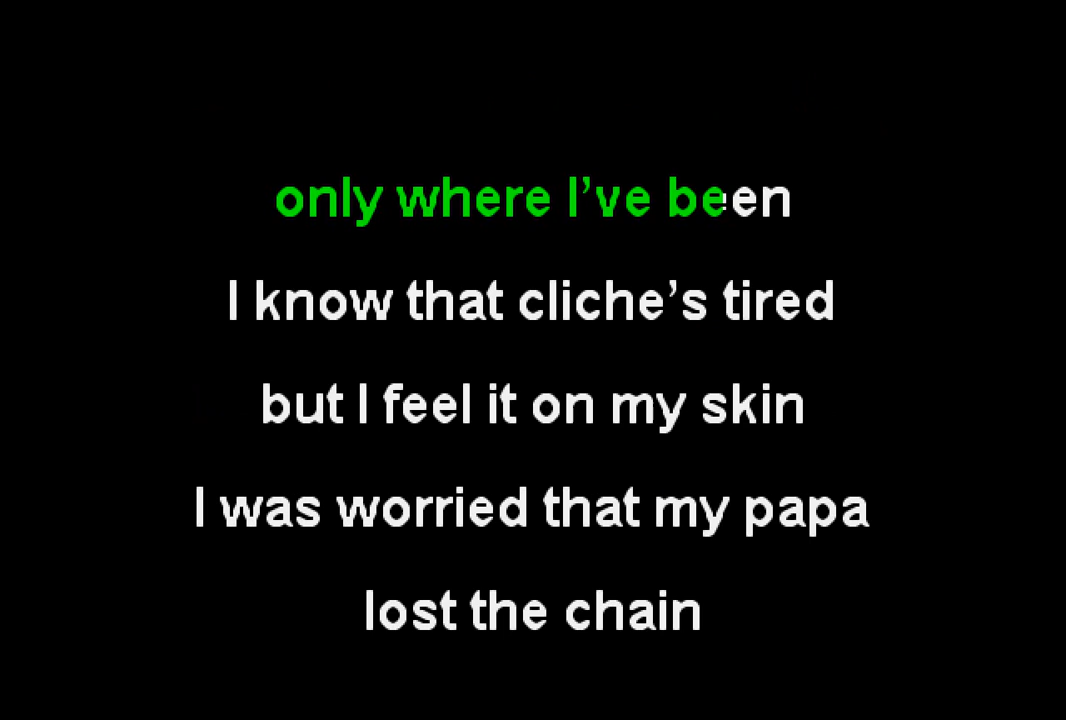 only where I’ve been
I know that cliche’s tired
but I feel it on my skin
I was worried that my papa
lost the chain